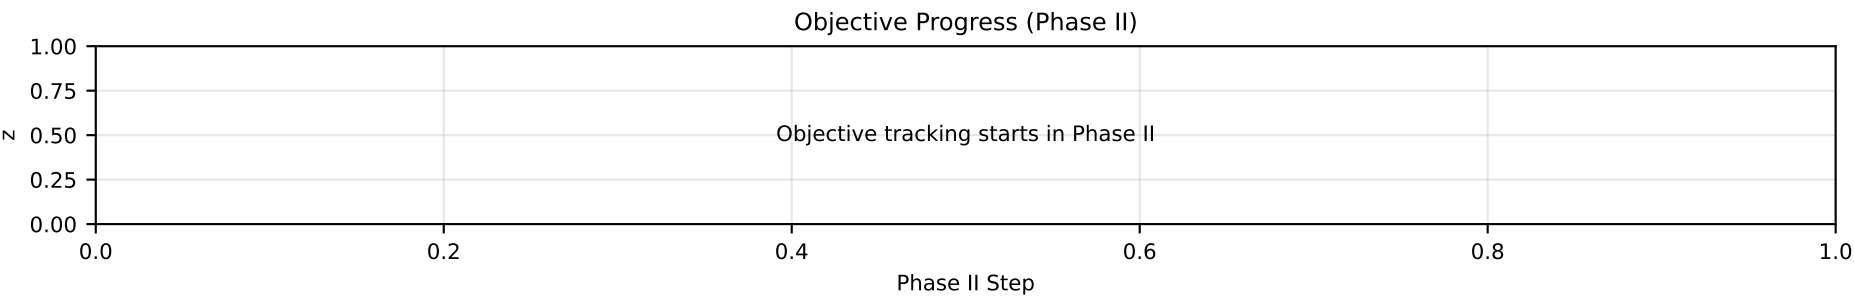 Objective Progress (Phase II)
1.00
0.75
z
0.50
Objective tracking starts in Phase II
0.25
0.00
0.0 0.2 0.4 0.6 0.8 1.0
Phase II Step